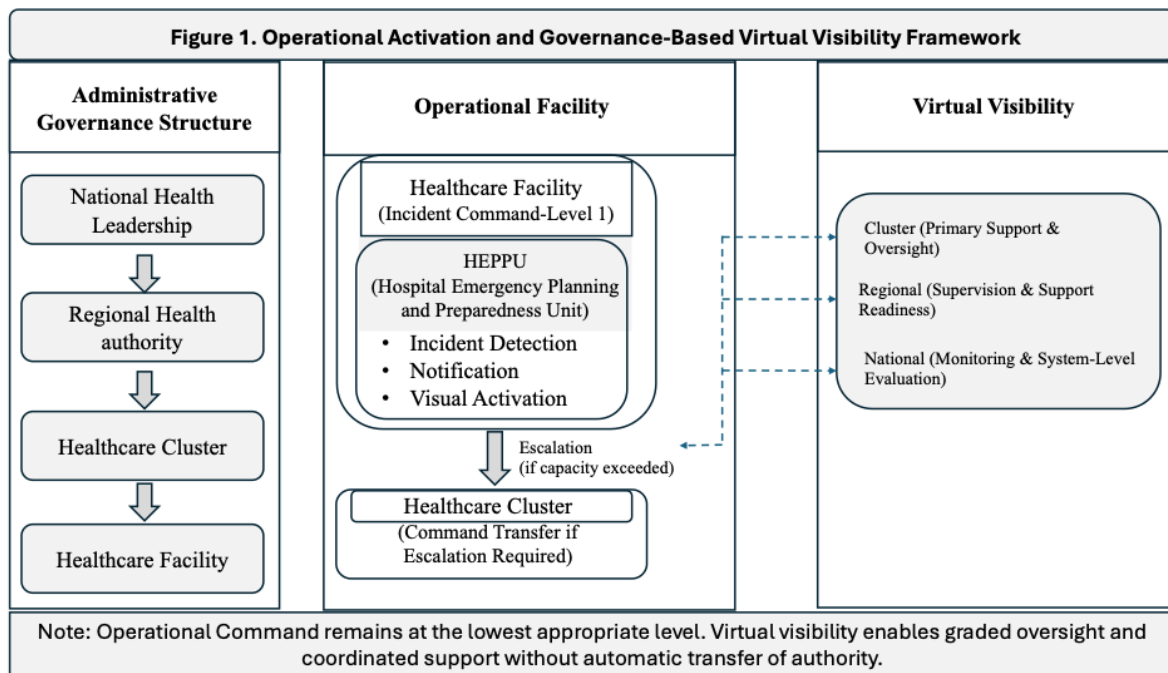 Figure 1. Operational Activation and Governance-Based Virtual Visibility Framework
Administrative
Governance Structure
National Health
Leadership
Regional Health
authority
Healthcare Cluster
Healthcare Facility
Operational Facility
Healthcare Facility
(Incident Command-Level 1)
HEPPU
(Hospital Emergency Planning
and Preparedness Unit)
• Incident Detection
• Notification
• Visual Activation
Escalation
(if capacity exceeded)
Healthcare Cluster
(Command Transfer if
Escalation Required)
Virtual Visibility
Cluster (Primary Support &
Oversight)
Regional (Supervision & Support
Readiness)
National (Monitoring & System-Level
Evaluation)
Note: Operational Command remains at the lowest appropriate level. Virtual visibility enables graded oversight and
coordinated support without automatic transfer of authority.